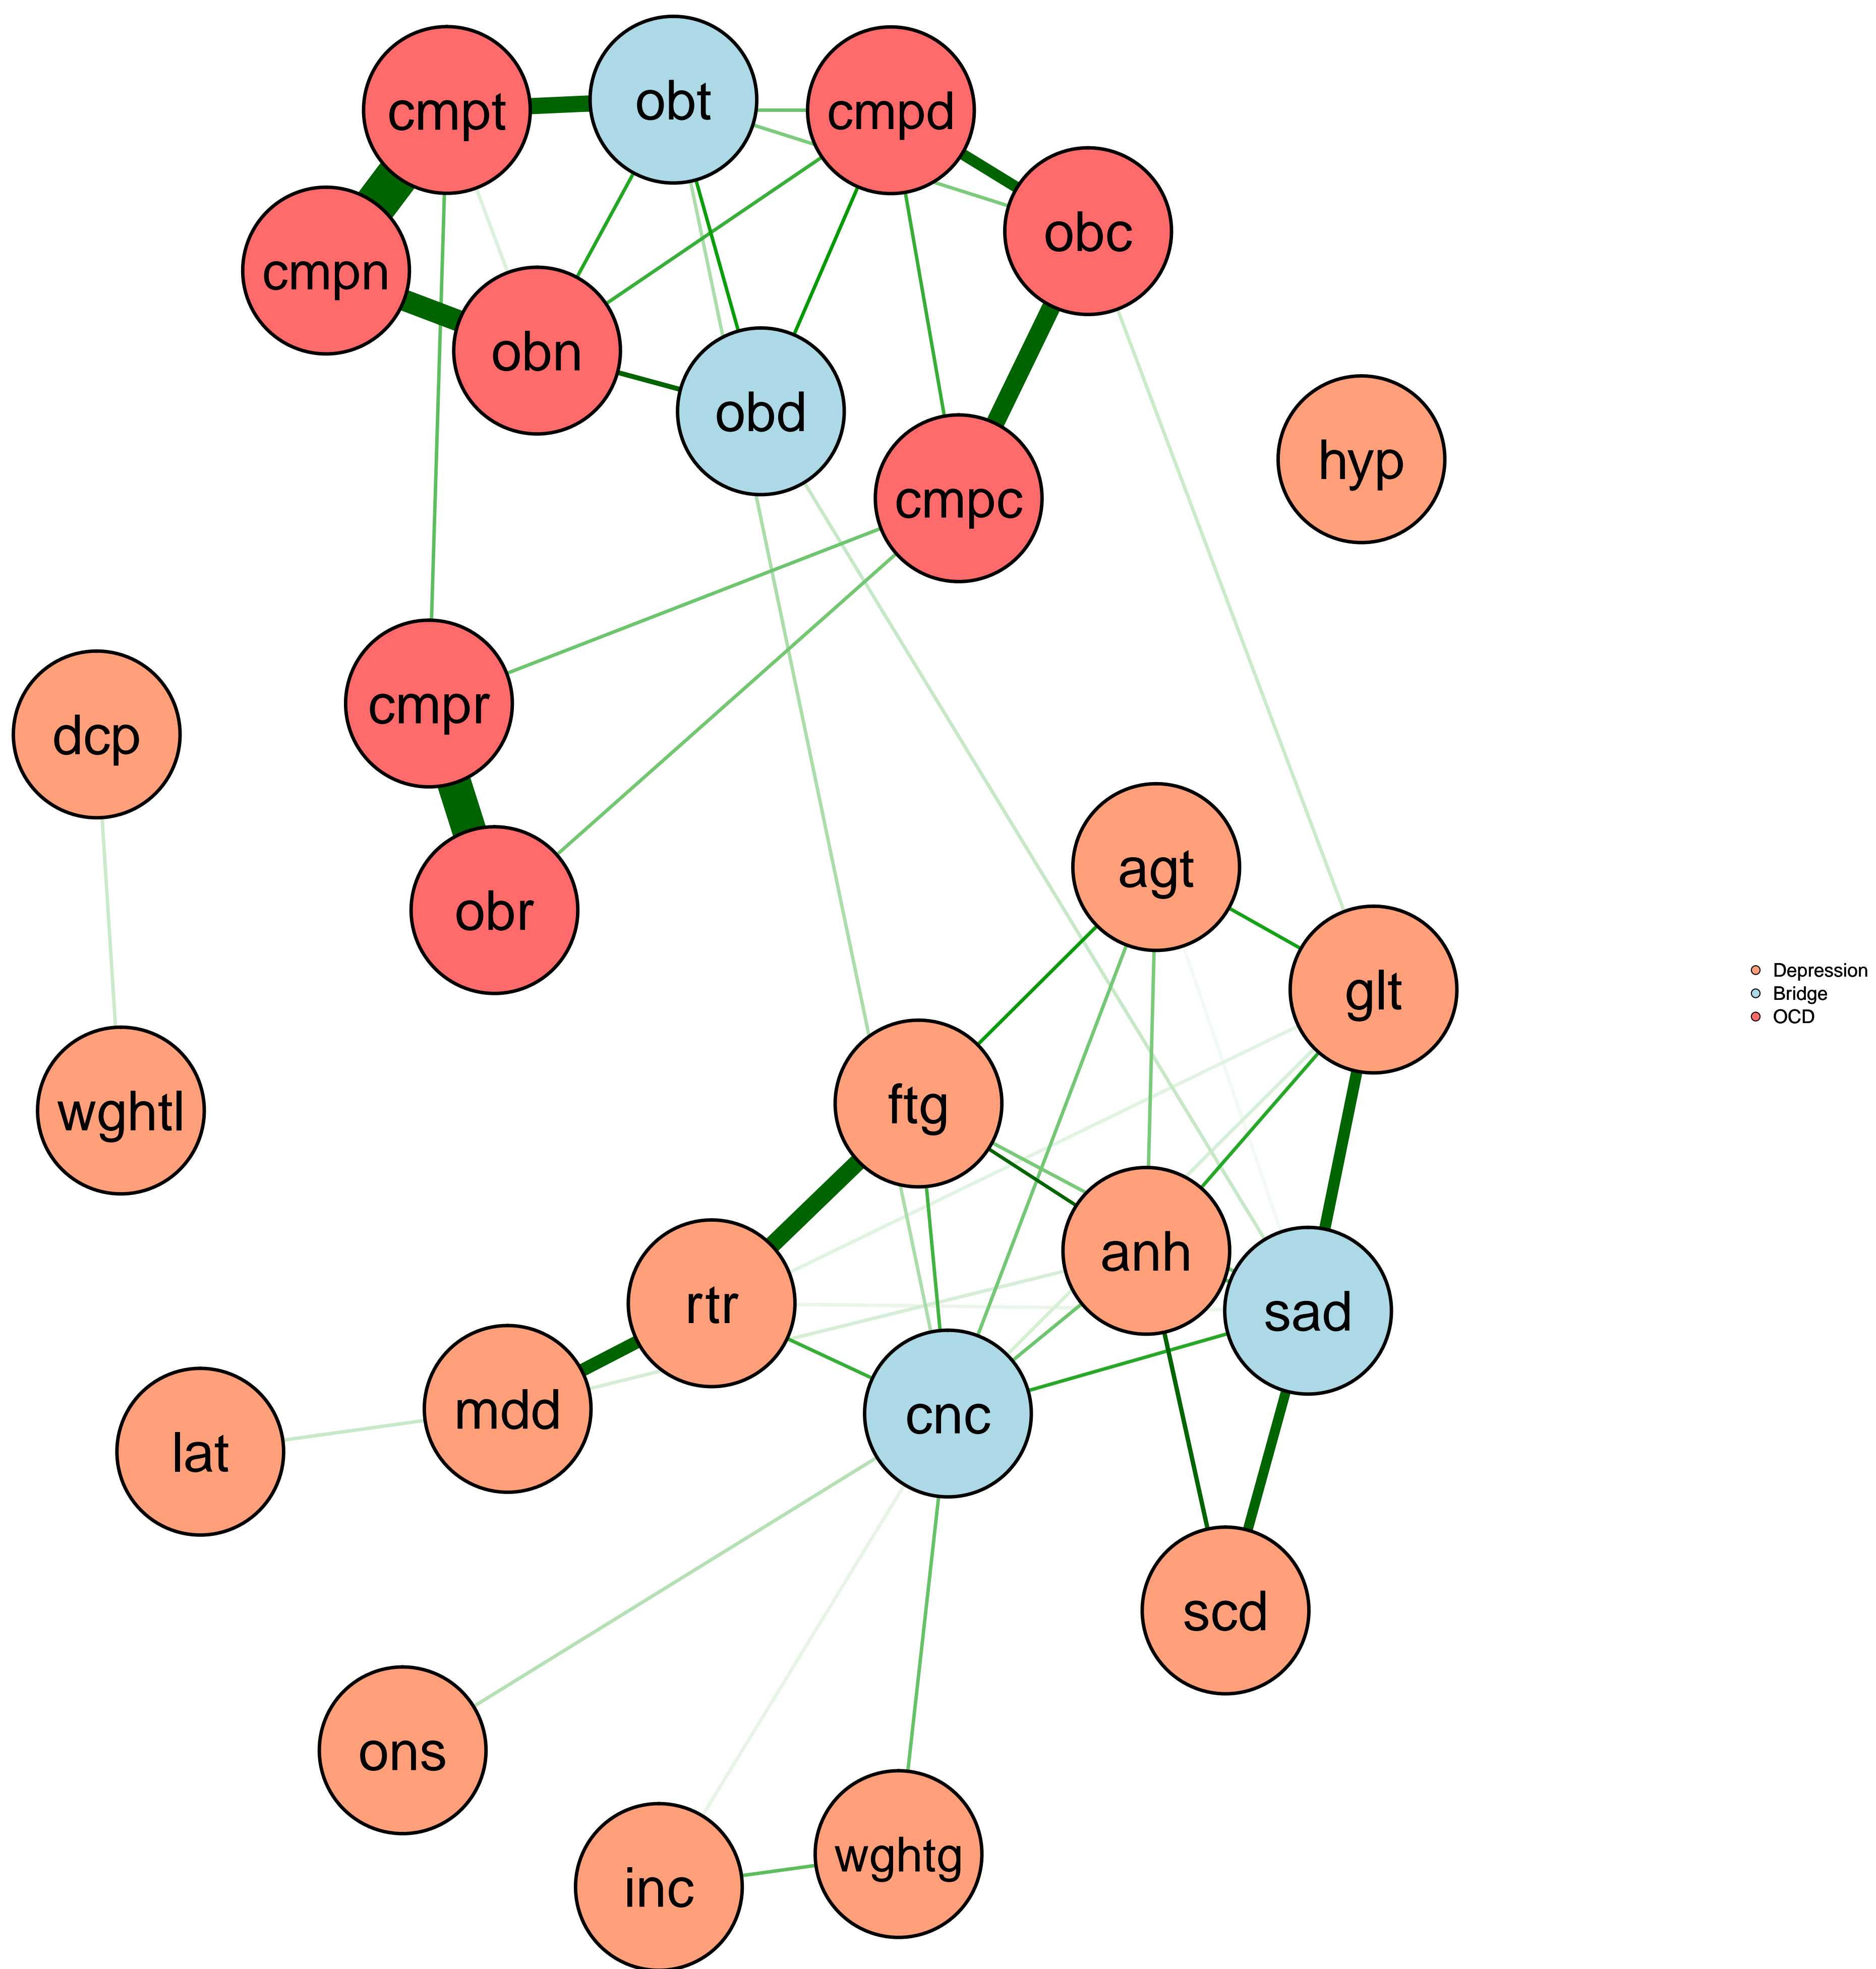 obt
cmpt
cmpd
obc
cmpn
obn
obd
hyp
cmpc
cmpr
dcp
agt
obr
glt
Depression
Bridge
OCD
ftg
wghtl
anh
rtr
sad
mdd
cnc
lat
scd
ons
wghtg
inc